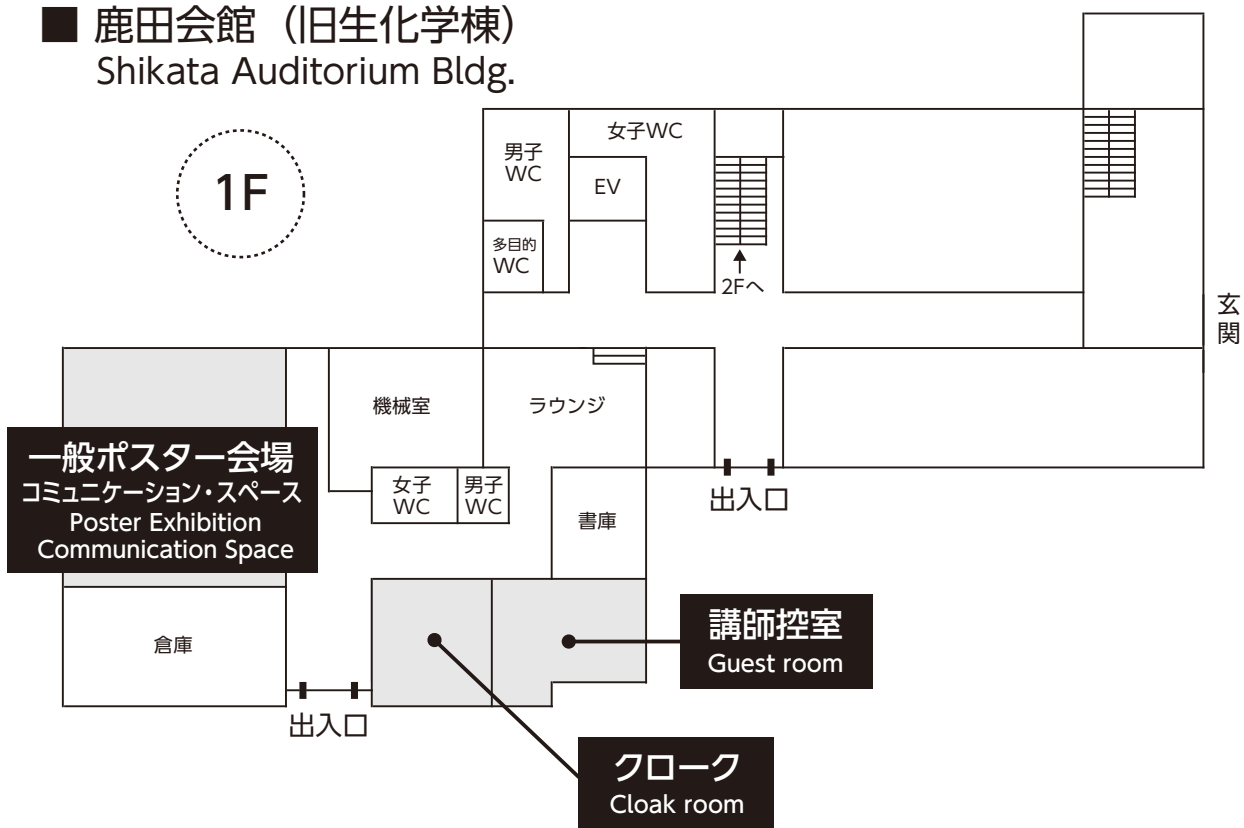 ■ 鹿田会館（旧生化学棟）
Shikata Auditorium Bldg.
1F
男子
WC
女子WC
EV
多目的
WC
2Fへ
玄
関
機械室
ラウンジ
一般ポスター会場
コミュニケーション・スペース
Poster Exhibition
Communication Space
女子
WC
男子
WC
書庫
出入口
倉庫
講師控室
Guest room
出入口
クローク
Cloak room